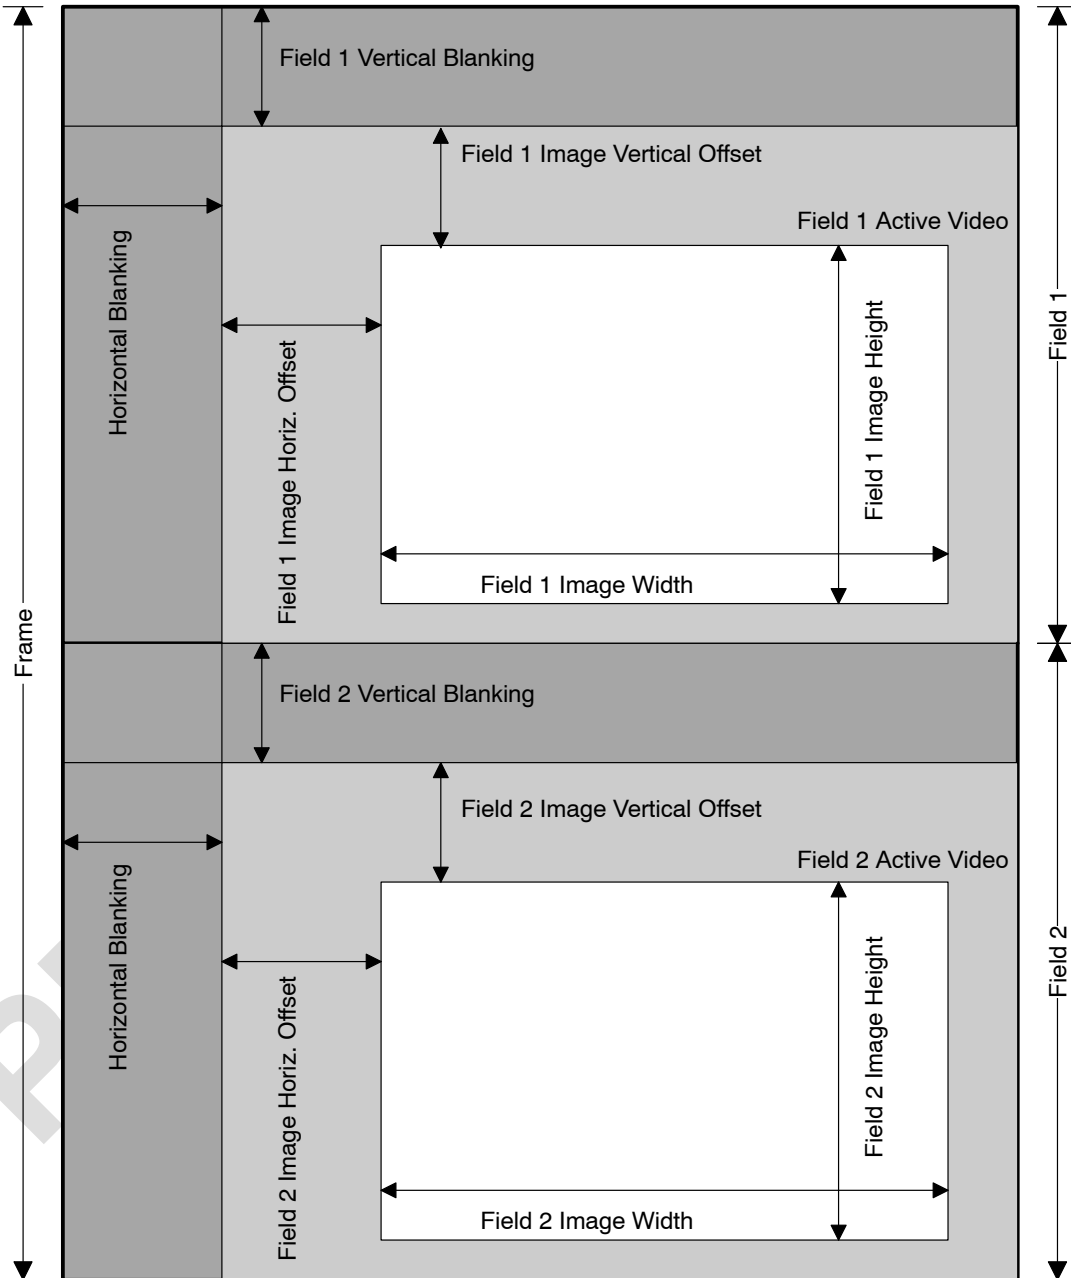 Field 1 Vertical Blanking
Field 1 Image Vertical Offset
Field 1 Active Video
Horizontal Blanking
Field 1 Image Horiz. Offset
Field 1 Image Height
Field 1 Image Width
Field 1
Frame
Field 2 Vertical Blanking
Field 2 Image Vertical Offset
Field 2 Active Video
Horizontal Blanking
Field 2 Image Horiz. Offset
Field 2 Image Height
Field 2 Image Width
Field 2